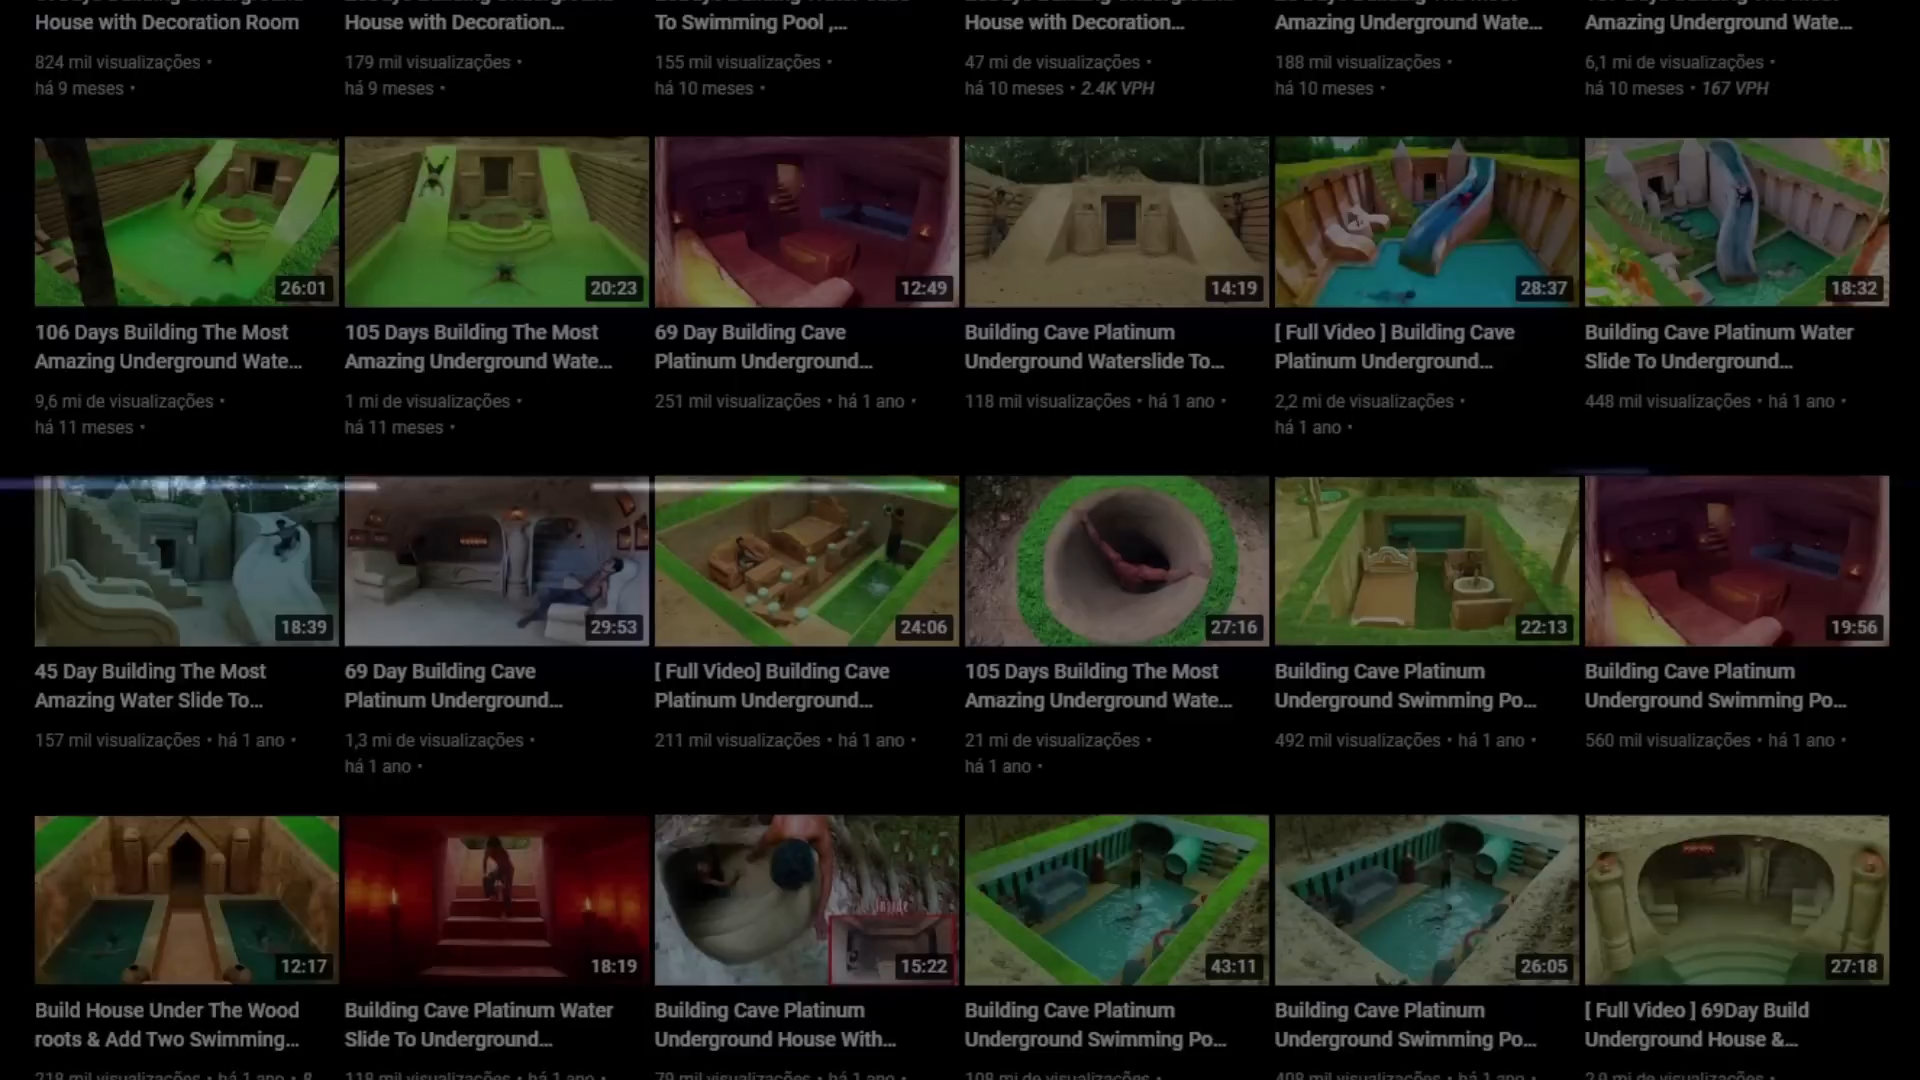 House with Decoration Room
House with Decoration...
To Swimming Pool ,...
House with Decoration...
Amazing Underground Wate...
Amazing Underground Wate...
824 mil visualizações •
há 9 meses •
179 mil visualizações •
há 9 meses •
155 mil visualizações •
há 10 meses •
47 mi de visualizações •
há 10 meses • 2.4K VPH
188 mil visualizações •
há 10 meses •
6,1 mi de visualizações •
há 10 meses • 167 VPH
26:01
106 Days Building The Most
Amazing Underground Wate...
9,6 mi de visualizações •
há 11 meses •
20:23
105 Days Building The Most
Amazing Underground Wate...
1 mi de visualizações •
há 11 meses •
12:49
69 Day Building Cave
Platinum Underground...
251 mil visualizações • há 1 ano •
14:19
Building Cave Platinum
Underground Waterslide To...
118 mil visualizações • há 1 ano •
28:37
[ Full Video ] Building Cave
Platinum Underground...
2,2 mi de visualizações •
há 1 ano •
18:32
Building Cave Platinum Water
Slide To Underground...
448 mil visualizações • há 1 ano •
18:39
45 Day Building The Most
Amazing Water Slide To...
157 mil visualizações • há 1 ano •
29:53
69 Day Building Cave
Platinum Underground...
1,3 mi de visualizações •
há 1 ano •
24:06
[ Full Video] Building Cave
Platinum Underground...
211 mil visualizações • há 1 ano •
27:16
105 Days Building The Most
Amazing Underground Wate...
21 mi de visualizações •
há 1 ano •
22:13
Building Cave Platinum
Underground Swimming Po...
492 mil visualizações • há 1 ano •
19:56
Building Cave Platinum
Underground Swimming Po...
560 mil visualizações • há 1 ano •
12:17
Build House Under The Wood
roots & Add Two Swimming...
18:19
Building Cave Platinum Water
Slide To Underground...
Inside
15:22
Building Cave Platinum
Underground House With...
43:11
Building Cave Platinum
Underground Swimming Po...
26:05
Building Cave Platinum
Underground Swimming Po...
27:18
[ Full Video ] 69Day Build
Underground House &...